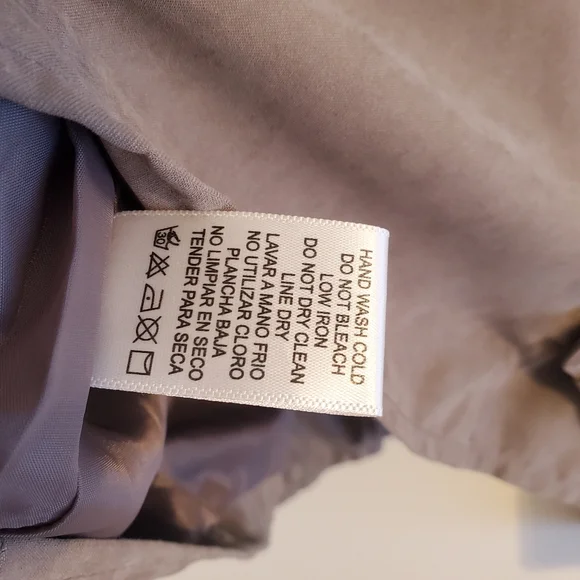 HAND WASH COLD
DO NOT BLEACH
LOW IRON
DO NOT DRY CLEAN
LINE DRY
LAVAR A MANO FRIO
NO UTILIZAR CLORO
PLANCHA BAJA
NO LIMPIAR EN SECO
TENDER PARA SECA
30